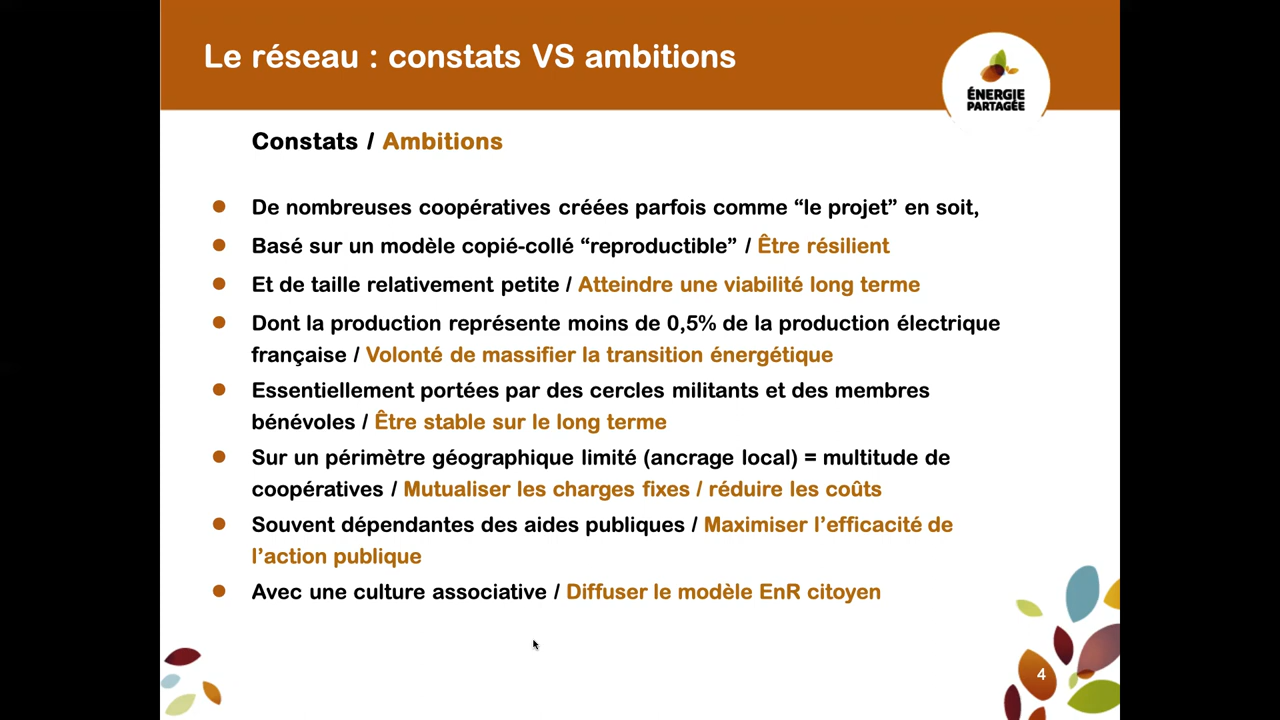 Le réseau : constats VS ambitions
ÉNERGIE
PARTAGÉE
Constats / Ambitions
De nombreuses coopératives créées parfois comme “le projet” en soit,
Basé sur un modèle copié-collé “reproductible” / Être résilient
Et de taille relativement petite / Atteindre une viabilité long terme
Dont la production représente moins de 0,5% de la production électrique
française / Volonté de massifier la transition énergétique
Essentiellement portées par des cercles militants et des membres
bénévoles / Être stable sur le long terme
Sur un périmètre géographique limité (ancrage local) = multitude de
coopératives / Mutualiser les charges fixes / réduire les coûts
Souvent dépendantes des aides publiques / Maximiser l’efficacité de
l’action publique
Avec une culture associative / Diffuser le modèle EnR citoyen
4